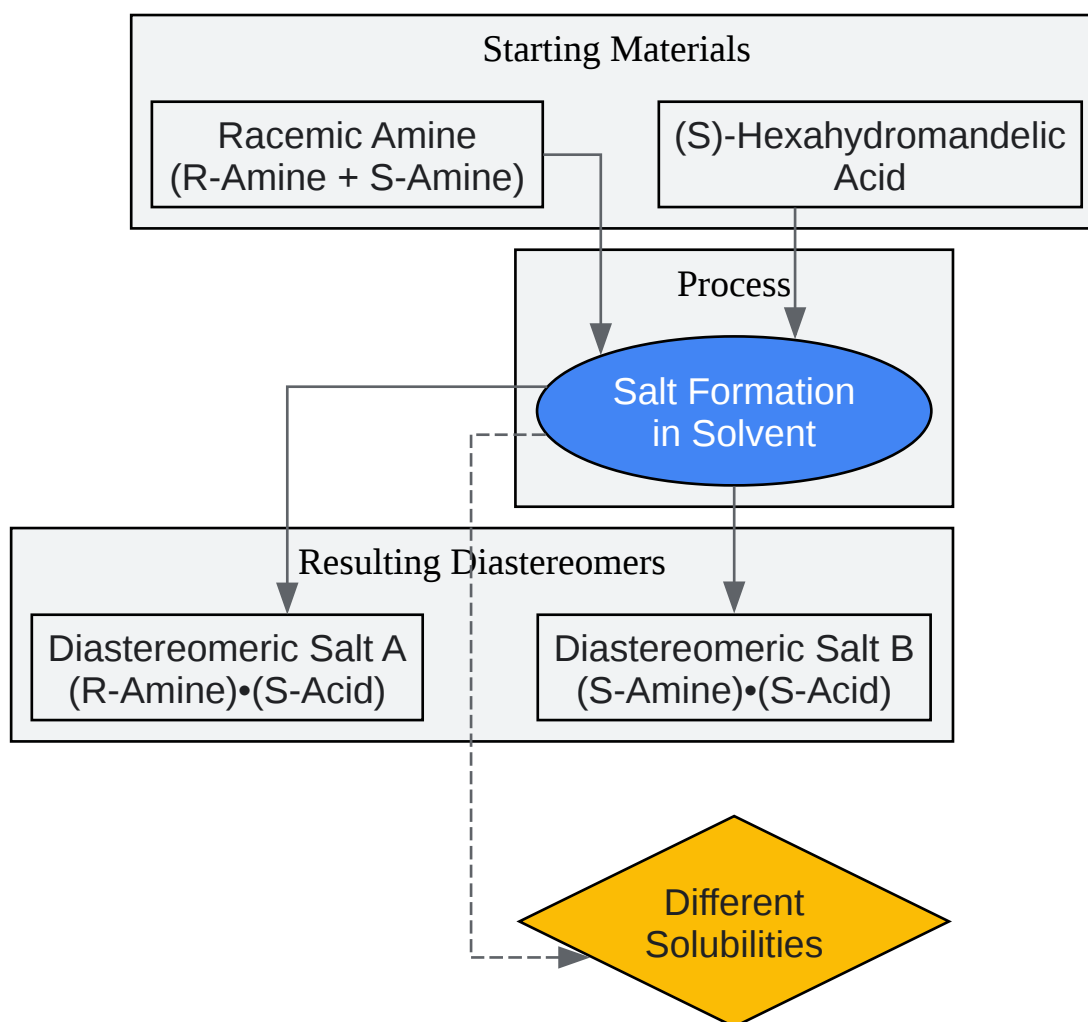 Starting Materials
Racemic Amine
(R-Amine + S-Amine)
(S)-Hexahydromandelic
Acid
Process
Salt Formation
in Solvent
Resulting Diastereomers
Diastereomeric Salt A
(R-Amine)•(S-Acid)
Diastereomeric Salt B
(S-Amine)•(S-Acid)
Different
Solubilities